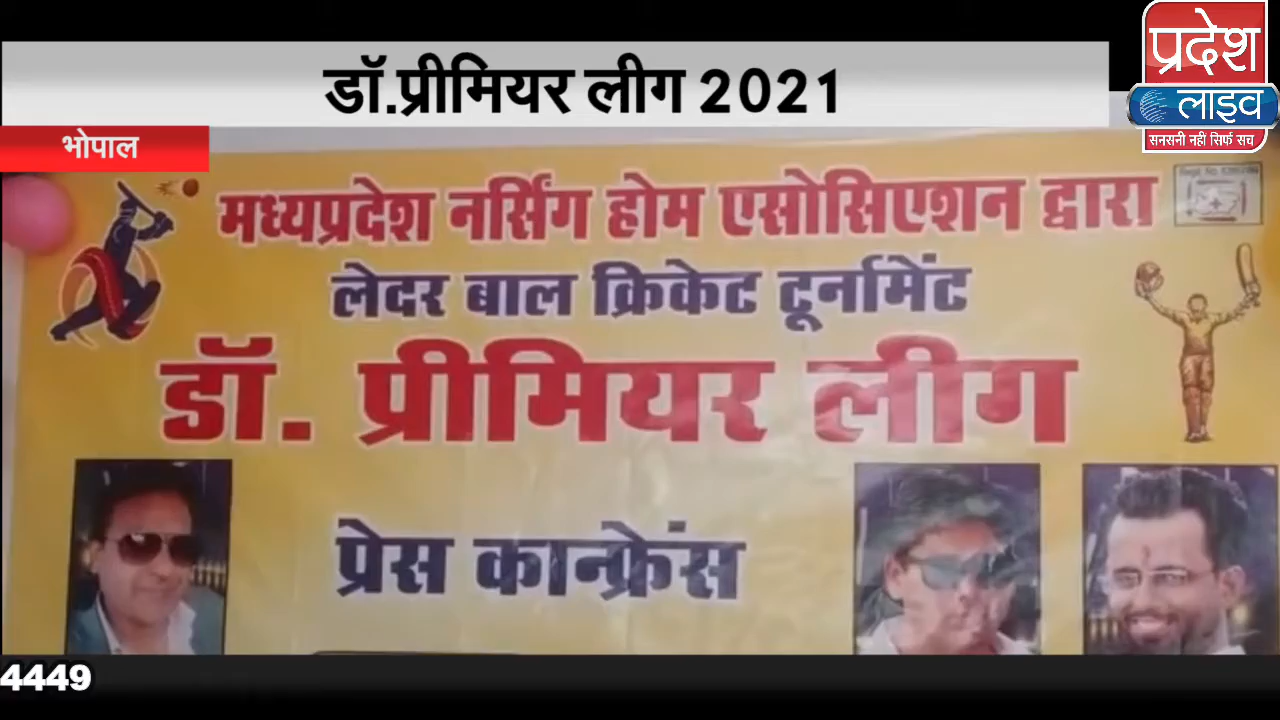 डॉ.प्रीमियर लीग 2021
प्रदेश
लाइव
सनसनी नहीं सिर्फ सच
भोपाल
मध्यप्रदेश नर्सिंग होम एसोसिएशन द्वारा
लेदर बाल क्रिकेट टूर्नामेंट
डॉ. प्रीमियर लीग
प्रेस कान्फ्रेंस
4449